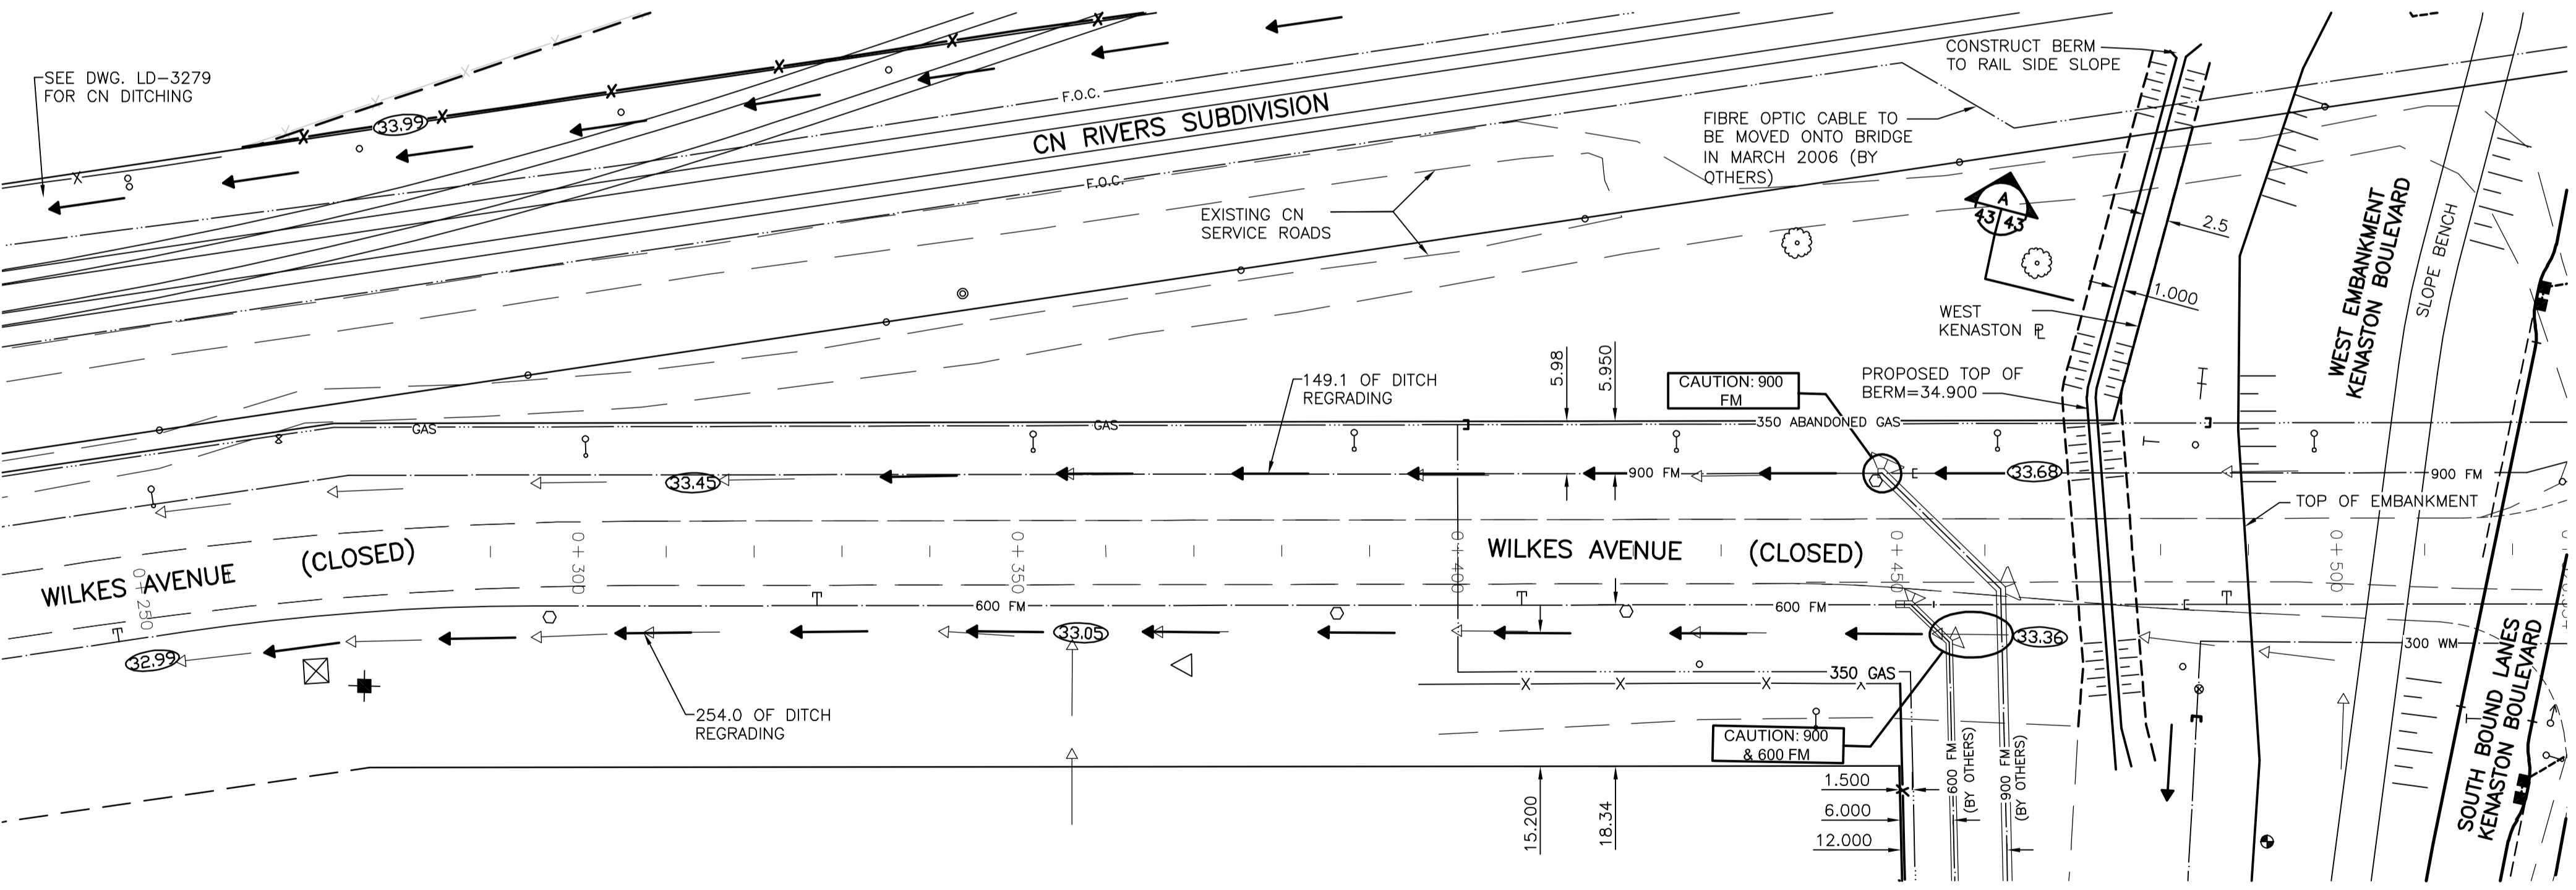 SEE DWG. LD-3279
FOR CN DITCHING
33.99
F.O.C.
CN RIVERS SUBDIVISION
F.O.C.
CONSTRUCT BERM
TO RAIL SIDE SLOPE
FIBRE OPTIC CABLE TO
BE MOVED ONTO BRIDGE
IN MARCH 2006 (BY
OTHERS)
EXISTING CN
SERVICE ROADS
A
43
43
2.5
1.000
WEST
KENASTON PL
WEST EMBANKMENT
KENASTON BOULEVARD
SLOPE BENCH
149.1 OF DITCH
REGRADING
5.98
5.950
CAUTION: 900
FM
PROPOSED TOP OF
BERM=34.900
GAS
GAS
350 ABANDONED GAS
33.45
900 FM
E
33.68
900 FM
TOP OF EMBANKMENT
WILKES AVENUE
(CLOSED)
0+250
0+300
0+350
0+400
WILKES AVENUE
(CLOSED)
0+450
0+500
600 FM
600 FM
E
32.99
33.05
33.36
300 WM
350 GAS
254.0 OF DITCH
REGRADING
CAUTION: 900
& 600 FM
15.200
18.34
1.500
6.000
12.000
600 FM
(BY OTHERS)
900 FM
(BY OTHERS)
SOUTH BOUND LANES
KENASTON BOULEVARD